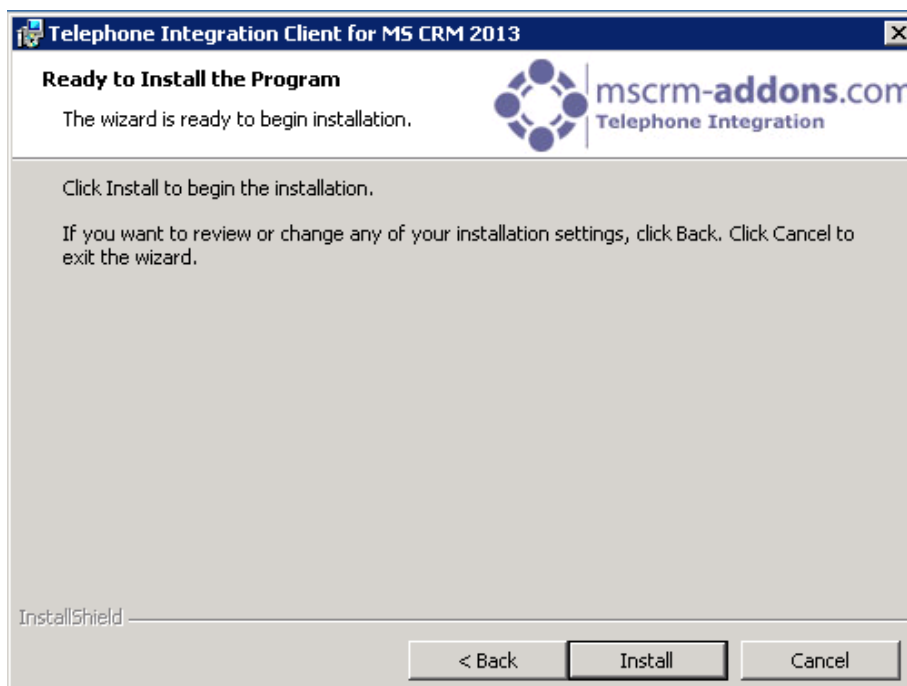 Telephone Integration Client for MS CRM 2013
Ready to Install the Program
The wizard is ready to begin installation.
mscrm-addons.com
Telephone Integration
Click Install to begin the installation.
If you want to review or change any of your installation settings, click Back. Click Cancel to
exit the wizard.
InstallShield
< Back
Install
Cancel